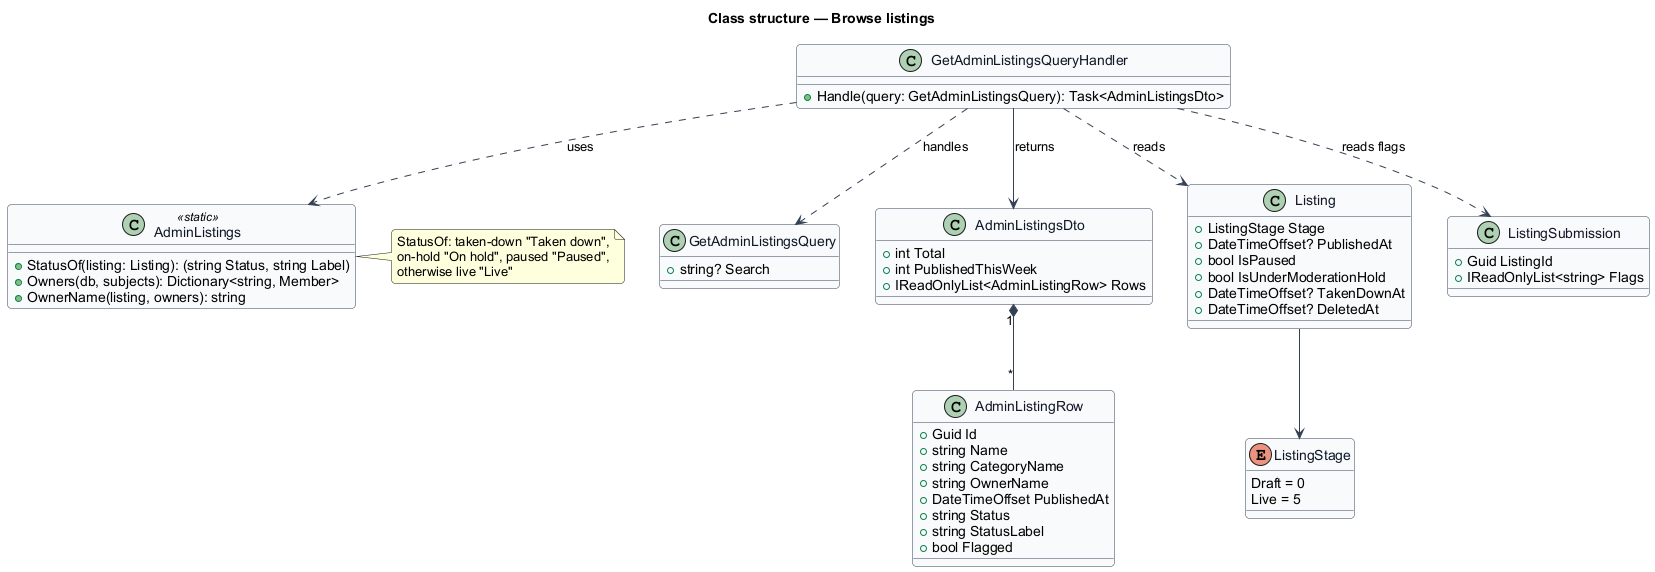 Class structure — Browse listings
C GetAdminListingsQueryHandler
Handle(query: GetAdminListingsQuery): Task<AdminListingsDto>
uses
handles
returns
reads
reads flags
C «static»
AdminListings
StatusOf(listing: Listing): (string Status, string Label)
Owners(db, subjects): Dictionary<string, Member>
OwnerName(listing, owners): string
StatusOf: taken-down "Taken down",
on-hold "On hold", paused "Paused",
otherwise live "Live"
C GetAdminListingsQuery
string? Search
C AdminListingsDto
int Total
int PublishedThisWeek
IReadOnlyList<AdminListingRow> Rows
C Listing
ListingStage Stage
DateTimeOffset? PublishedAt
bool IsPaused
bool IsUnderModerationHold
DateTimeOffset? TakenDownAt
DateTimeOffset? DeletedAt
C ListingSubmission
Guid ListingId
IReadOnlyList<string> Flags
1
*
C AdminListingRow
Guid Id
string Name
string CategoryName
string OwnerName
DateTimeOffset PublishedAt
string Status
string StatusLabel
bool Flagged
E ListingStage
Draft = 0
Live = 5